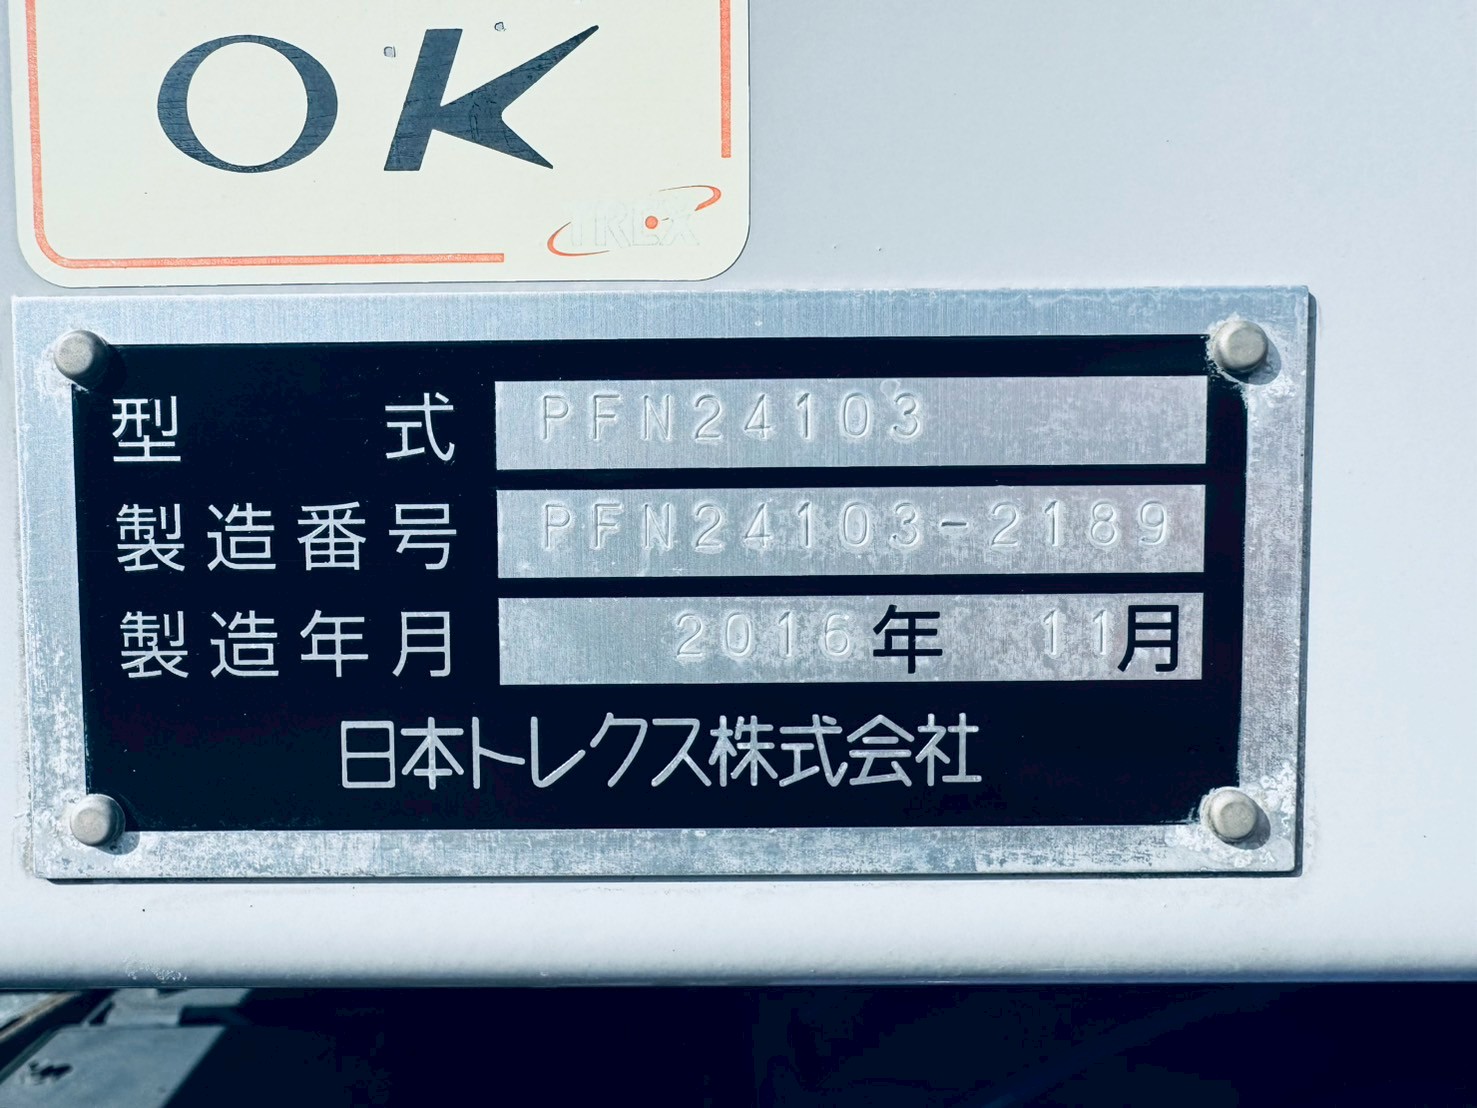 OK
TREX
型式 PFN24103
製造番号 PFN24103-2189
製造年月 2016年 11月
日本トレクス株式会社